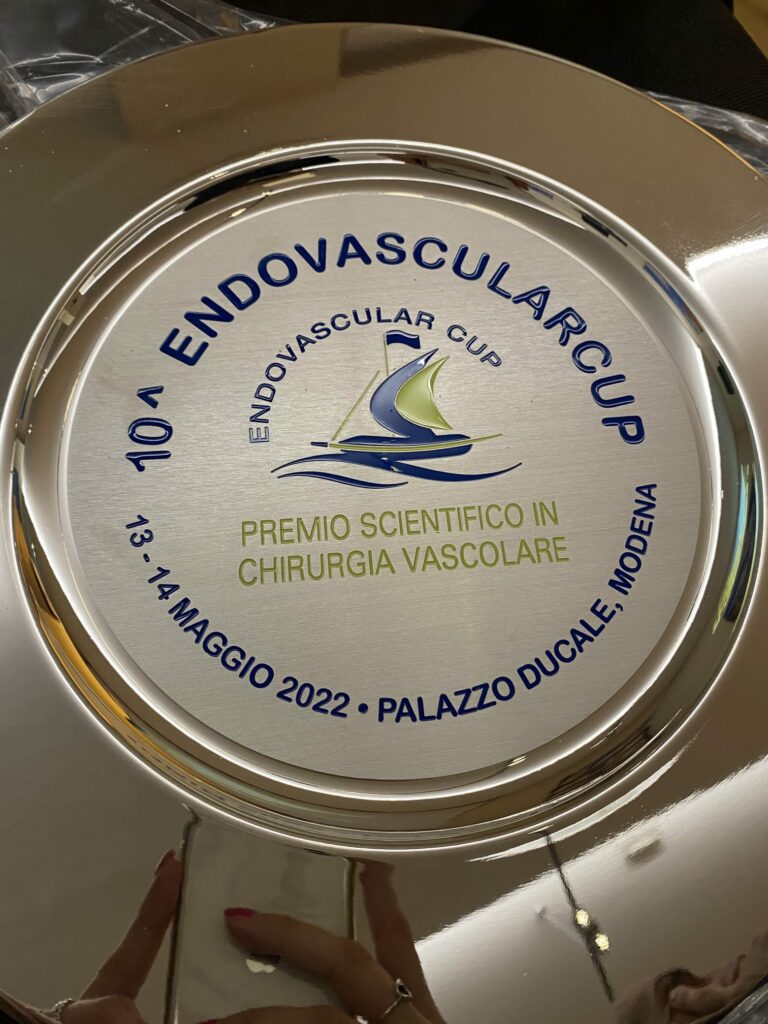 10^ ENDOVASCULARCUP
ENDOVASCULAR CUP
PREMIO SCIENTIFICO IN
CHIRURGIA VASCOLARE
13 - 14 MAGGIO 2022 • PALAZZO DUCALE, MODENA